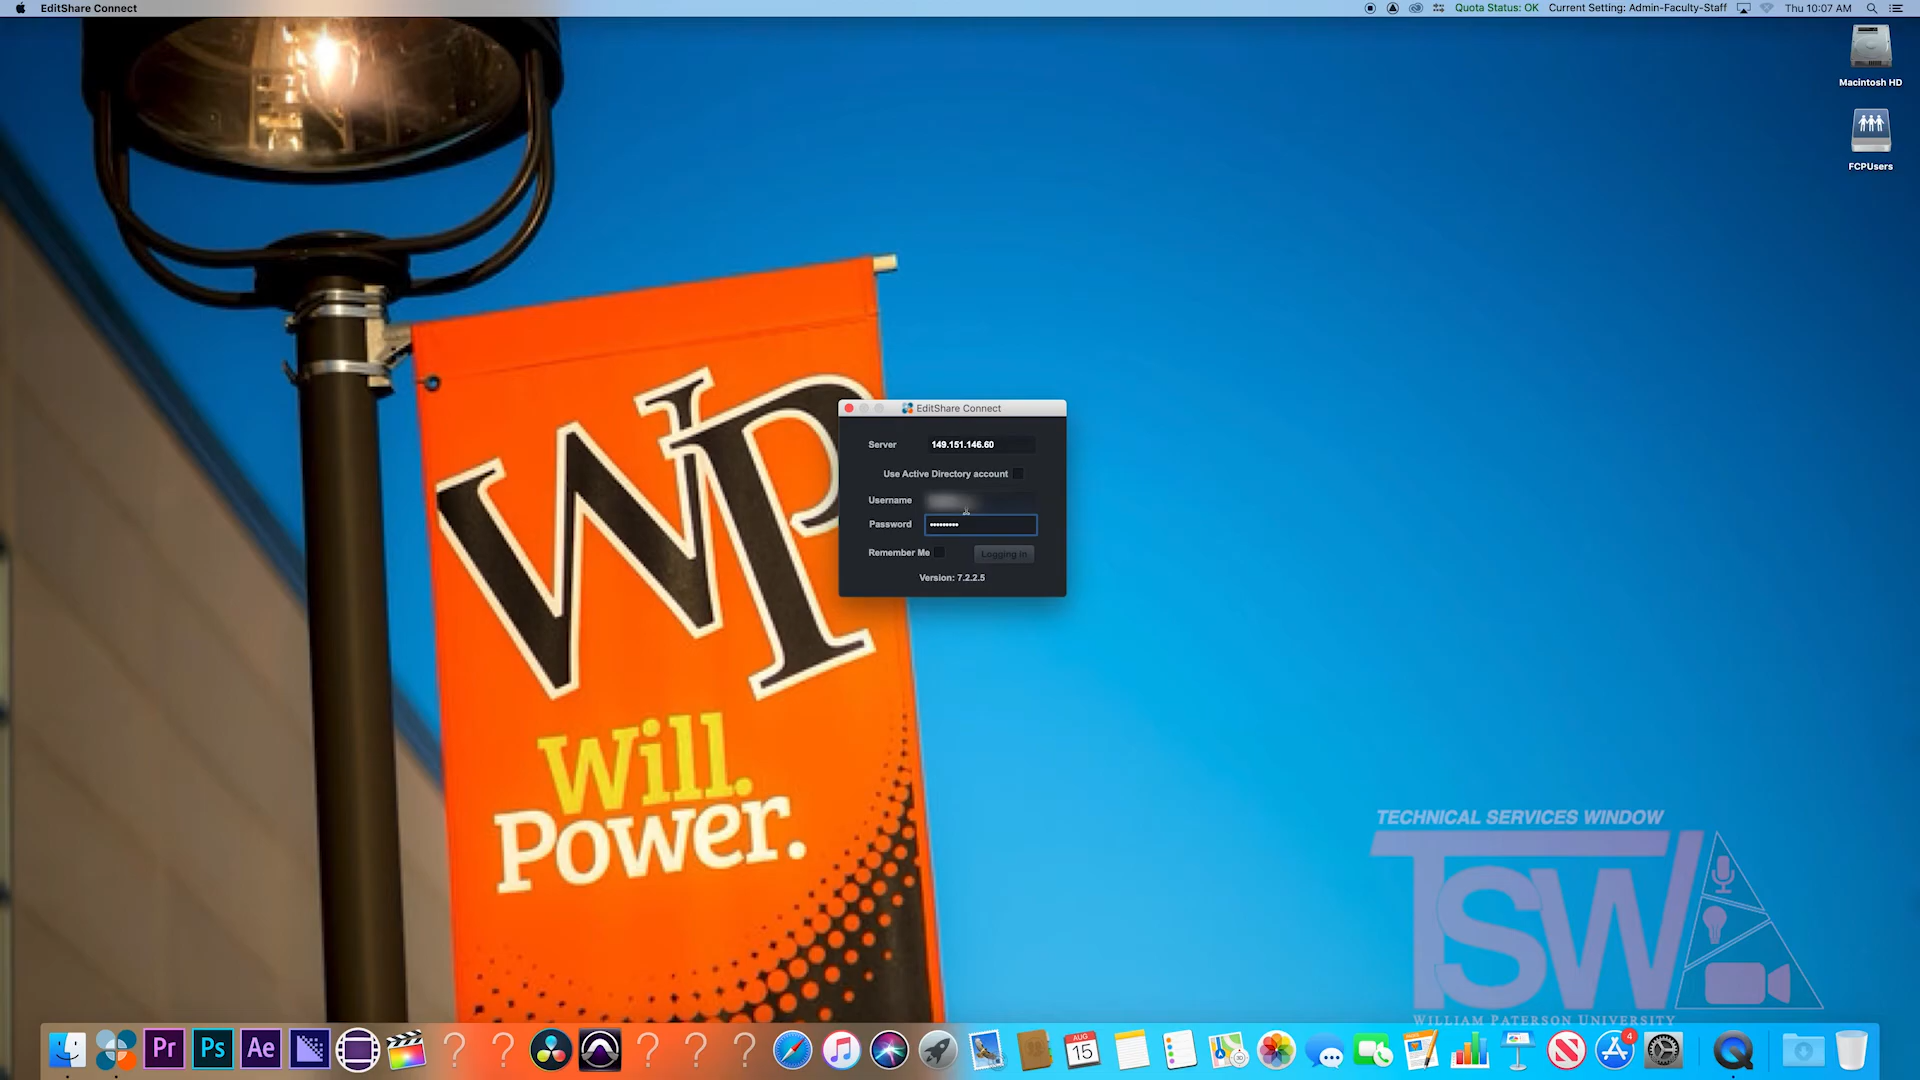 EditShare Connect
Quota Status: OK
Current Setting: Admin-Faculty-Staff
Thu 10:07 AM
Macintosh HD
FCPUsers
WP
Will.
Power.
EditShare Connect
Server 149.151.146.60
Use Active Directory account
Username
Password •••••••••
Remember Me
Logging in
Version: 7.2.2.5
TECHNICAL SERVICES WINDOW
TSW
WILLIAM PATERSON UNIVERSITY
Pr
Ps
Ae
? ? ? ? ?
AUG
15
4